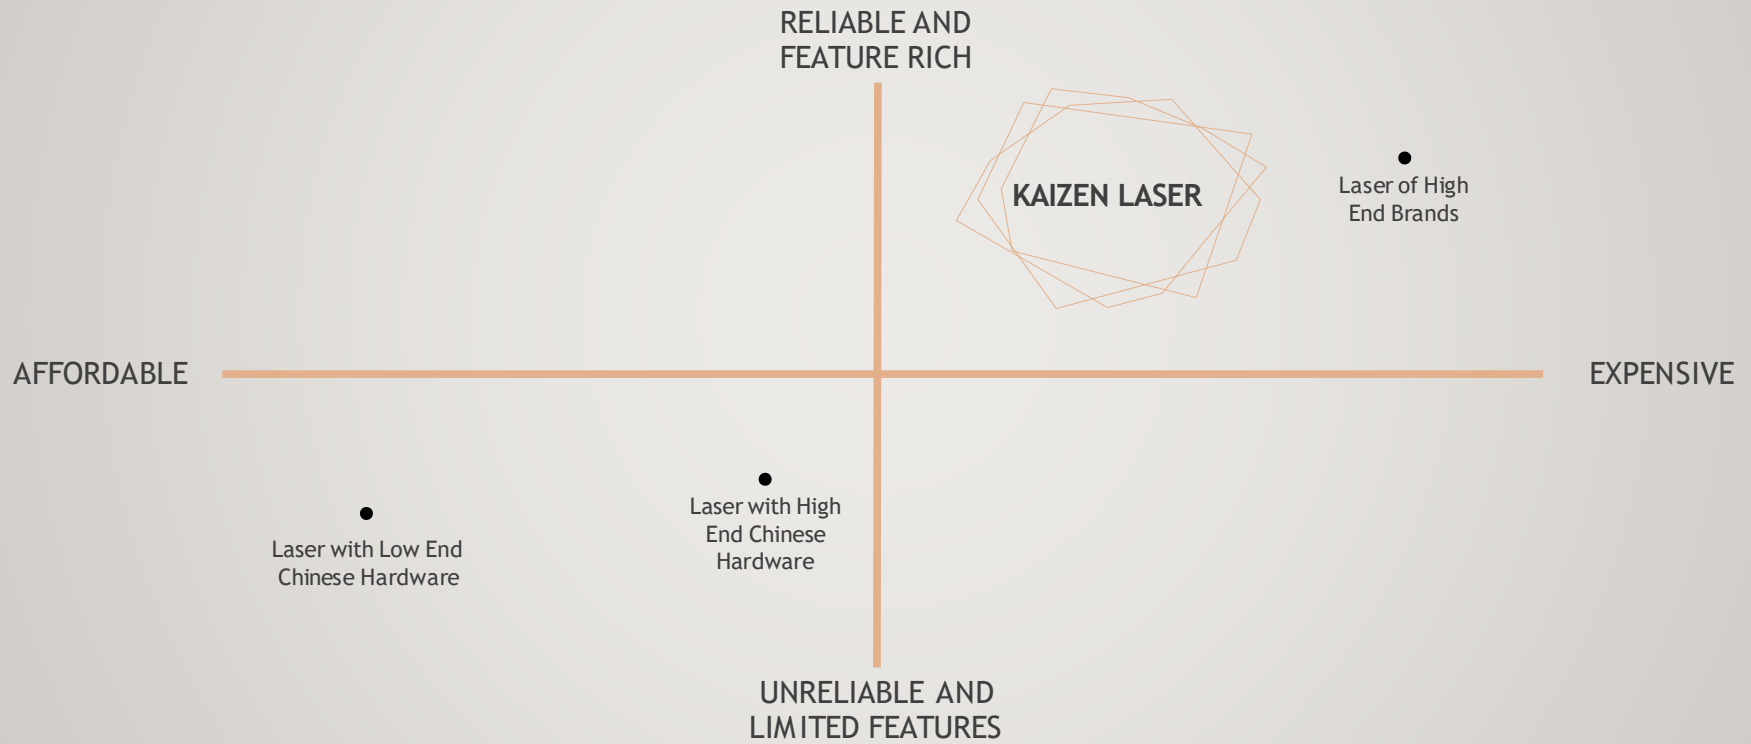 RELIABLE AND
FEATURE RICH
KAIZEN LASER
Laser of High
End Brands
AFFORDABLE
EXPENSIVE
Laser with High
End Chinese
Hardware
Laser with Low End
Chinese Hardware
UNRELIABLE AND
LIMITED FEATURES